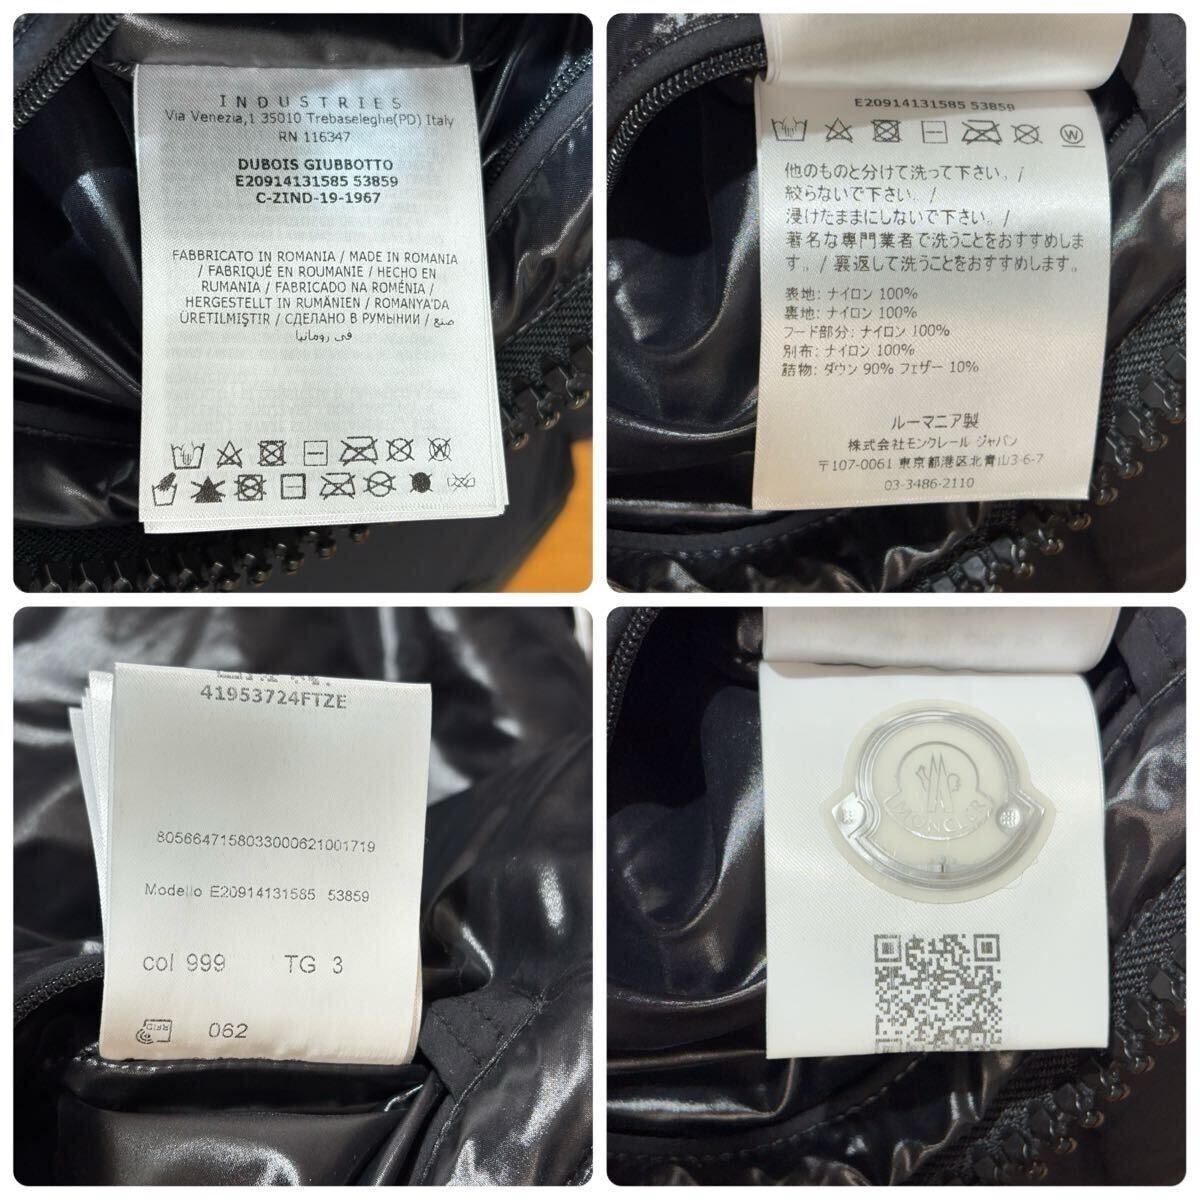 INDUSTRIES
Via Venezia,1 35010 Trebaseleghe(PD) Italy
RN 116347
DUBOIS GIUBBOTTO
E20914131585 53859
C-ZIND-19-1967
FABBRICATO IN ROMANIA / MADE IN ROMANIA
/ FABRIQUÉ EN ROUMANIE / HECHO EN
RUMANIA / FABRICADO NA ROMÉNIA /
HERGESTELLT IN RUMÄNIEN / ROMANYA'DA
ÜRETILMIŞTIR / СДЕЛАНО В РУМЫНИИ / صنع
في رومانيا
E20914131585 53859
他のものと分けて洗って下さい。/
絞らないで下さい。/
浸けたままにしないで下さい。/
著名な専門業者で洗うことをおすすめしま
す。/ 裏返して洗うことをおすすめします。
表地: ナイロン 100%
裏地: ナイロン 100%
フード部分: ナイロン 100%
別布: ナイロン 100%
詰物: ダウン 90% フェザー 10%
ルーマニア製
株式会社モンクレール ジャパン
〒107-0061 東京都港区北青山3-6-7
03-3486-2110
41953724FTZE
8056647158033000621001719
Modello E20914131585 53859
col 999 TG 3
RFID 062
MONCLER